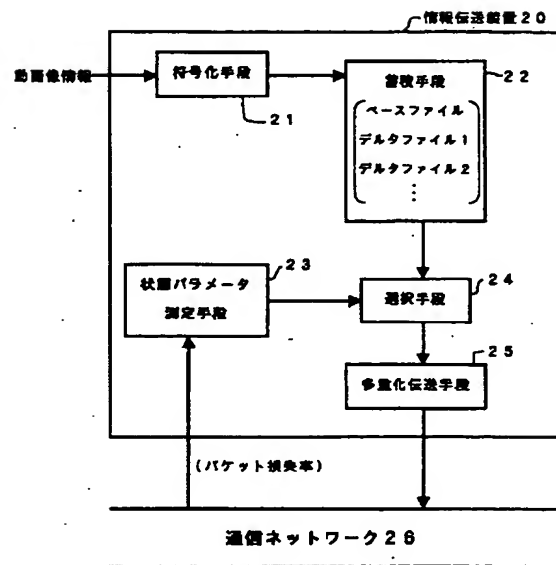 情報伝送装置20
動画像情報
符号化手段
21
蓄積手段
22
ベースファイル
デルタファイル1
デルタファイル2
⋮
状態パラメータ
測定手段
23
選択手段
24
多重化伝送手段
25
(パケット損失率)
通信ネットワーク26